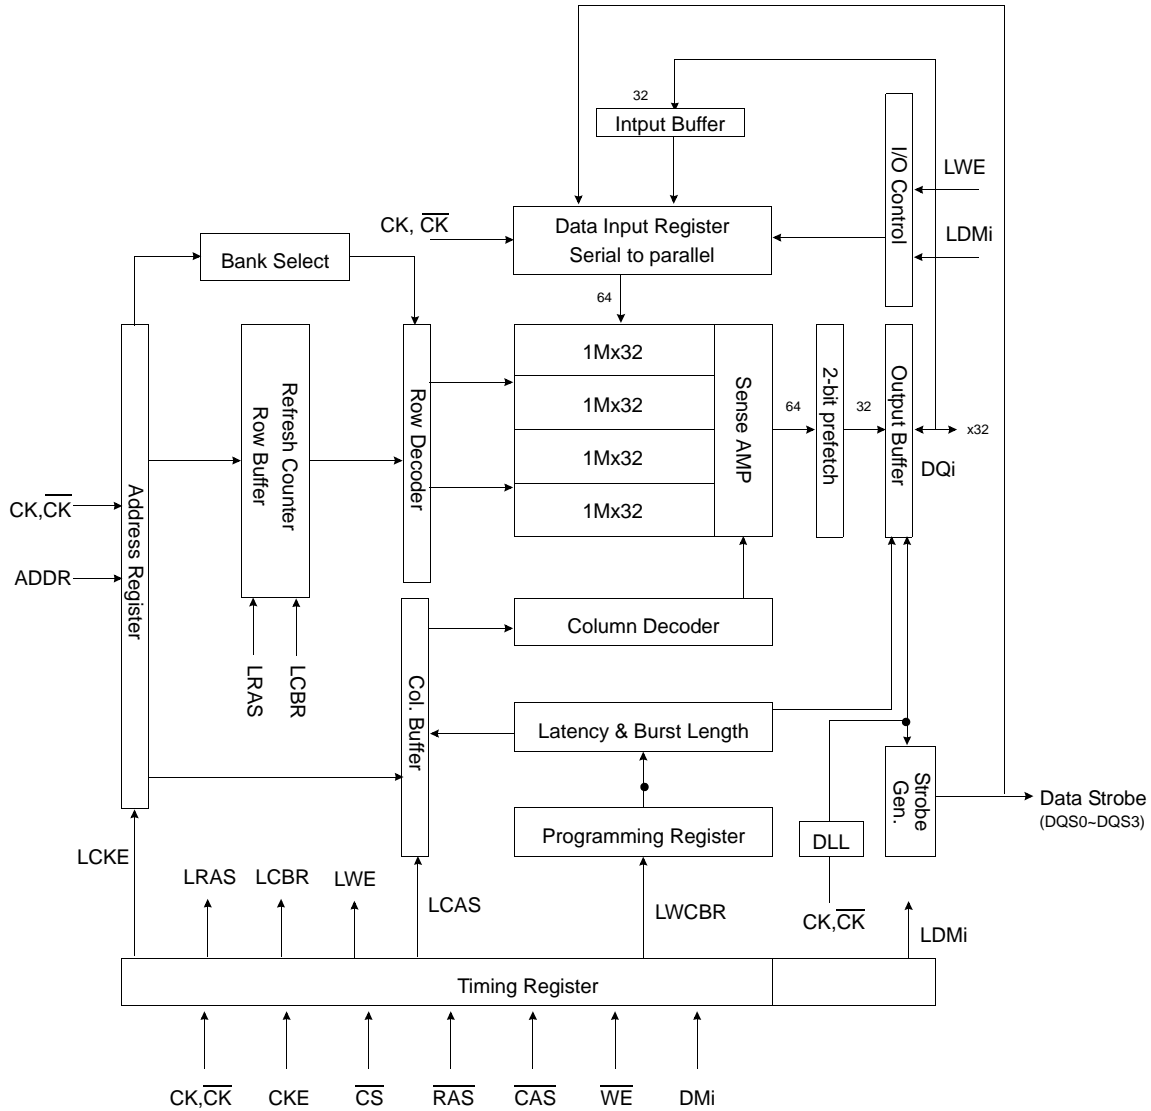 32
Intput Buffer
I/O Control
LWE
LDMi
CK, CK
Data Input Register
Serial to parallel
Bank Select
64
Address Register
Refresh Counter
Row Buffer
Row Decoder
1Mx32
1Mx32
1Mx32
1Mx32
Sense AMP
64
2-bit prefetch
32
Output Buffer
x32
DQi
CK,CK
ADDR
LRAS
LCBR
Col. Buffer
Column Decoder
Latency & Burst Length
Programming Register
DLL
CK,CK
Strobe
Gen.
Data Strobe
(DQS0~DQS3)
LCKE
LRAS
LCBR
LWE
LCAS
LWCBR
LDMi
Timing Register
CK,CK
CKE
CS
RAS
CAS
WE
DMi